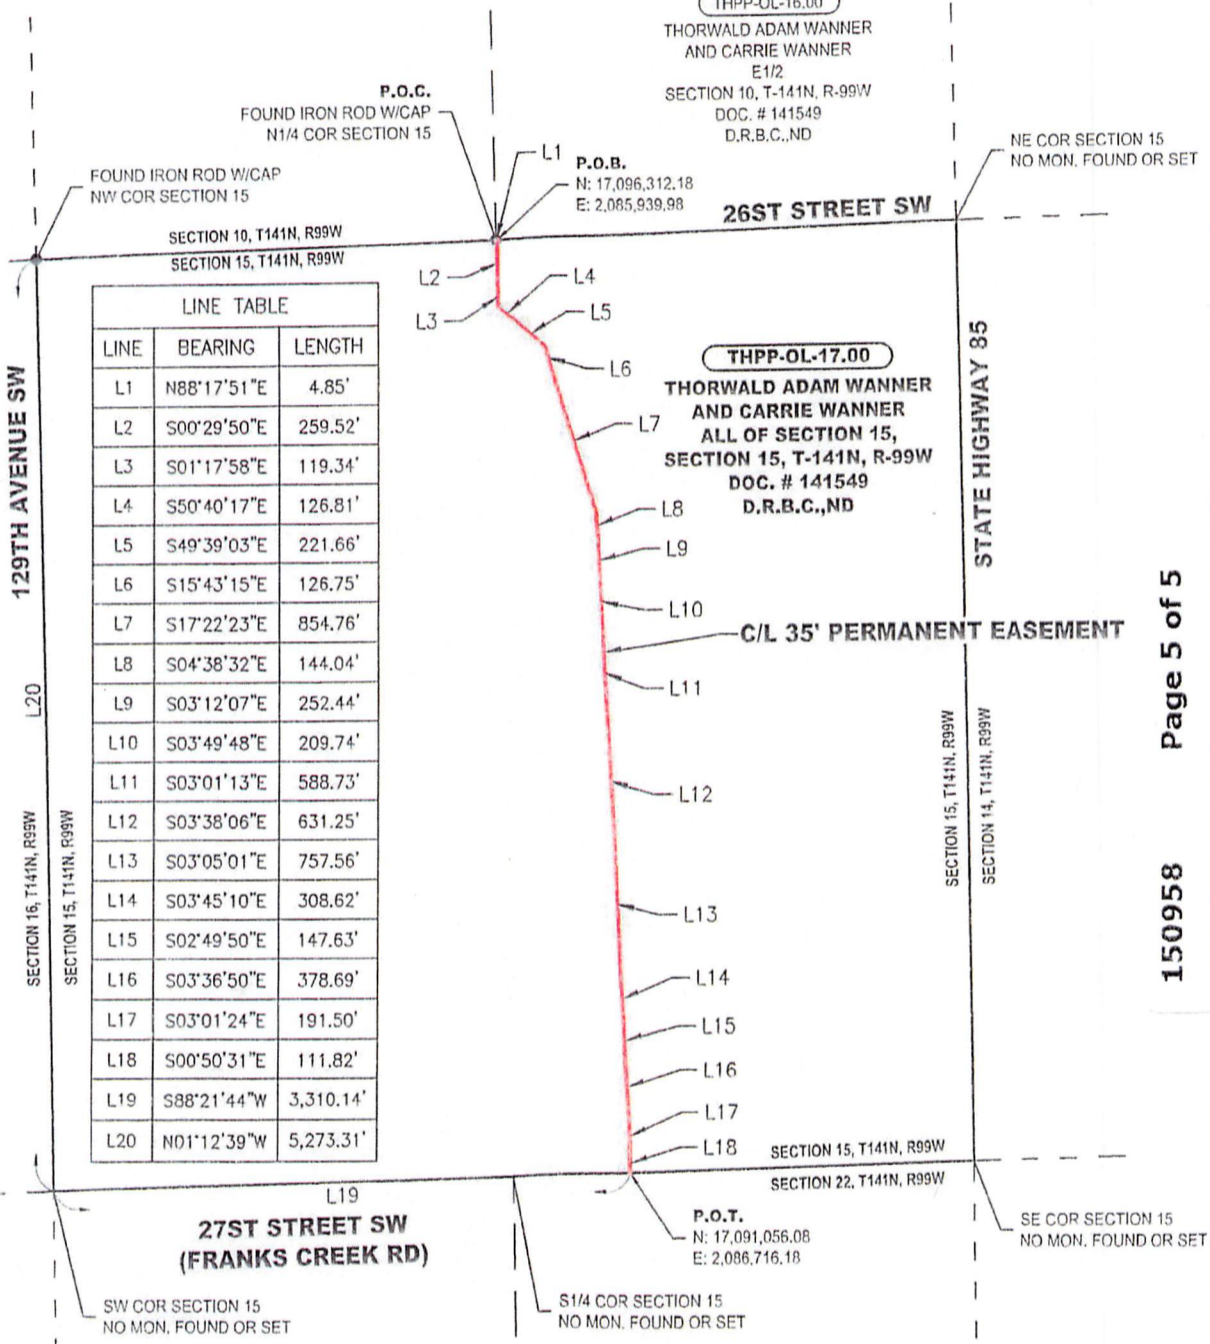 THPP-OL-16.00
THORWALD ADAM WANNER
AND CARRIE WANNER
E1/2
SECTION 10, T-141N, R-99W
DOC. # 141549
D.R.B.C.,ND
P.O.C.
FOUND IRON ROD W/CAP
N1/4 COR SECTION 15
L1
P.O.B.
N: 17,096,312.18
E: 2,085,939,98
NE COR SECTION 15
NO MON. FOUND OR SET
FOUND IRON ROD W/CAP
NW COR SECTION 15
26ST STREET SW
SECTION 10, T141N, R99W
SECTION 15, T141N, R99W
L2
L3
L4
L5
L6
L7
L8
L9
L10
L11
L12
L13
L14
L15
L16
L17
L18
LINE TABLE
LINE BEARING LENGTH
L1 N88°17'51"E 4.85'
L2 S00°29'50"E 259.52'
L3 S01°17'58"E 119.34'
L4 S50°40'17"E 126.81'
L5 S49°39'03"E 221.66'
L6 S15°43'15"E 126.75'
L7 S17°22'23"E 854.76'
L8 S04°38'32"E 144.04'
L9 S03°12'07"E 252.44'
L10 S03°49'48"E 209.74'
L11 S03°01'13"E 588.73'
L12 S03°38'06"E 631.25'
L13 S03°05'01"E 757.56'
L14 S03°45'10"E 308.62'
L15 S02°49'50"E 147.63'
L16 S03°36'50"E 378.69'
L17 S03°01'24"E 191.50'
L18 S00°50'31"E 111.82'
L19 S88°21'44"W 3,310.14'
L20 N01°12'39"W 5,273.31'
THPP-OL-17.00
THORWALD ADAM WANNER
AND CARRIE WANNER
ALL OF SECTION 15,
SECTION 15, T-141N, R-99W
DOC. # 141549
D.R.B.C.,ND
C/L 35' PERMANENT EASEMENT
129TH AVENUE SW
L20
SECTION 16, T141N, R99W
SECTION 15, T141N, R99W
STATE HIGHWAY 85
SECTION 15, T141N, R99W
SECTION 14, T141N, R99W
150958 Page 5 of 5
SECTION 15, T141N, R99W
SECTION 22, T141N, R99W
L19
27ST STREET SW
(FRANKS CREEK RD)
P.O.T.
N: 17,091,056.08
E: 2,086,716,18
SE COR SECTION 15
NO MON. FOUND OR SET
SW COR SECTION 15
NO MON. FOUND OR SET
S1/4 COR SECTION 15
NO MON. FOUND OR SET